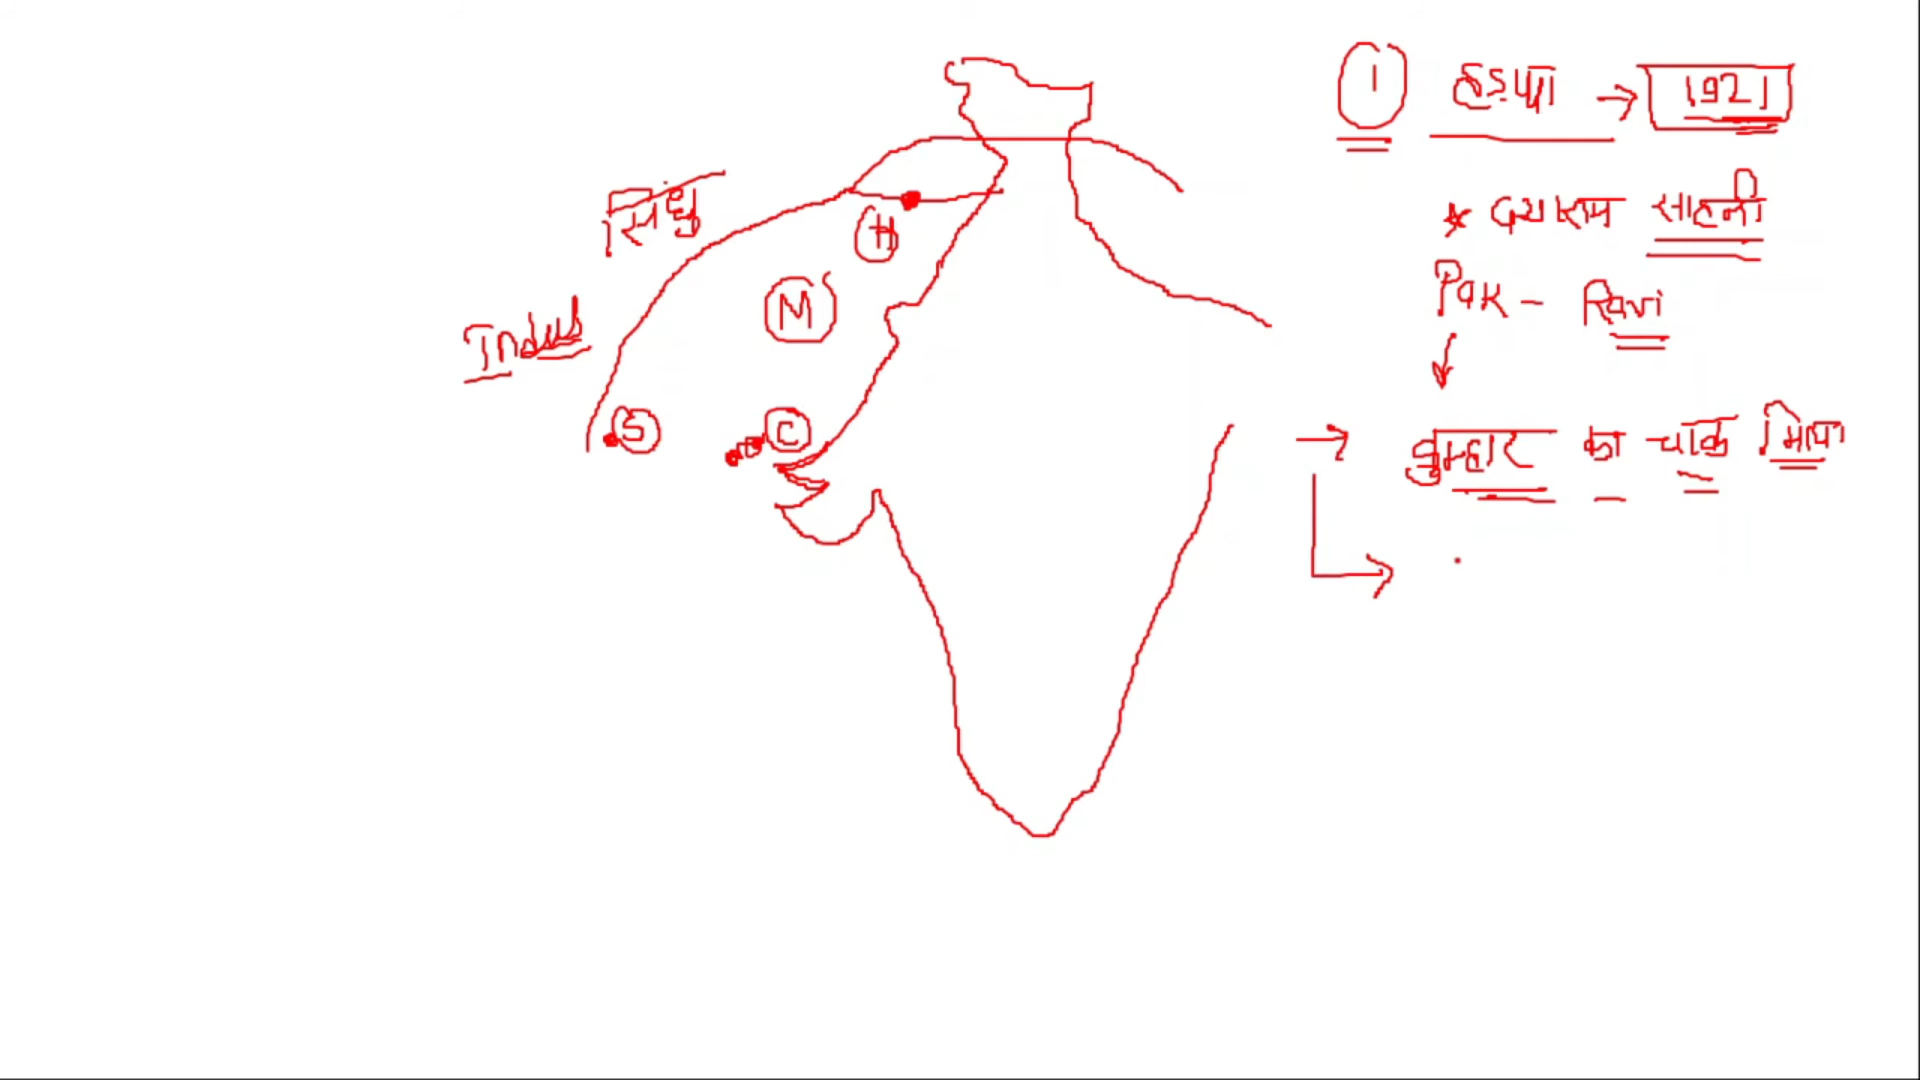 ① हड़प्पा → 1921
* दयाराम साहनी
Pak - Ravi
→ कुम्हार का चाक मिला
सिंधु
Indus
H
M
S
C